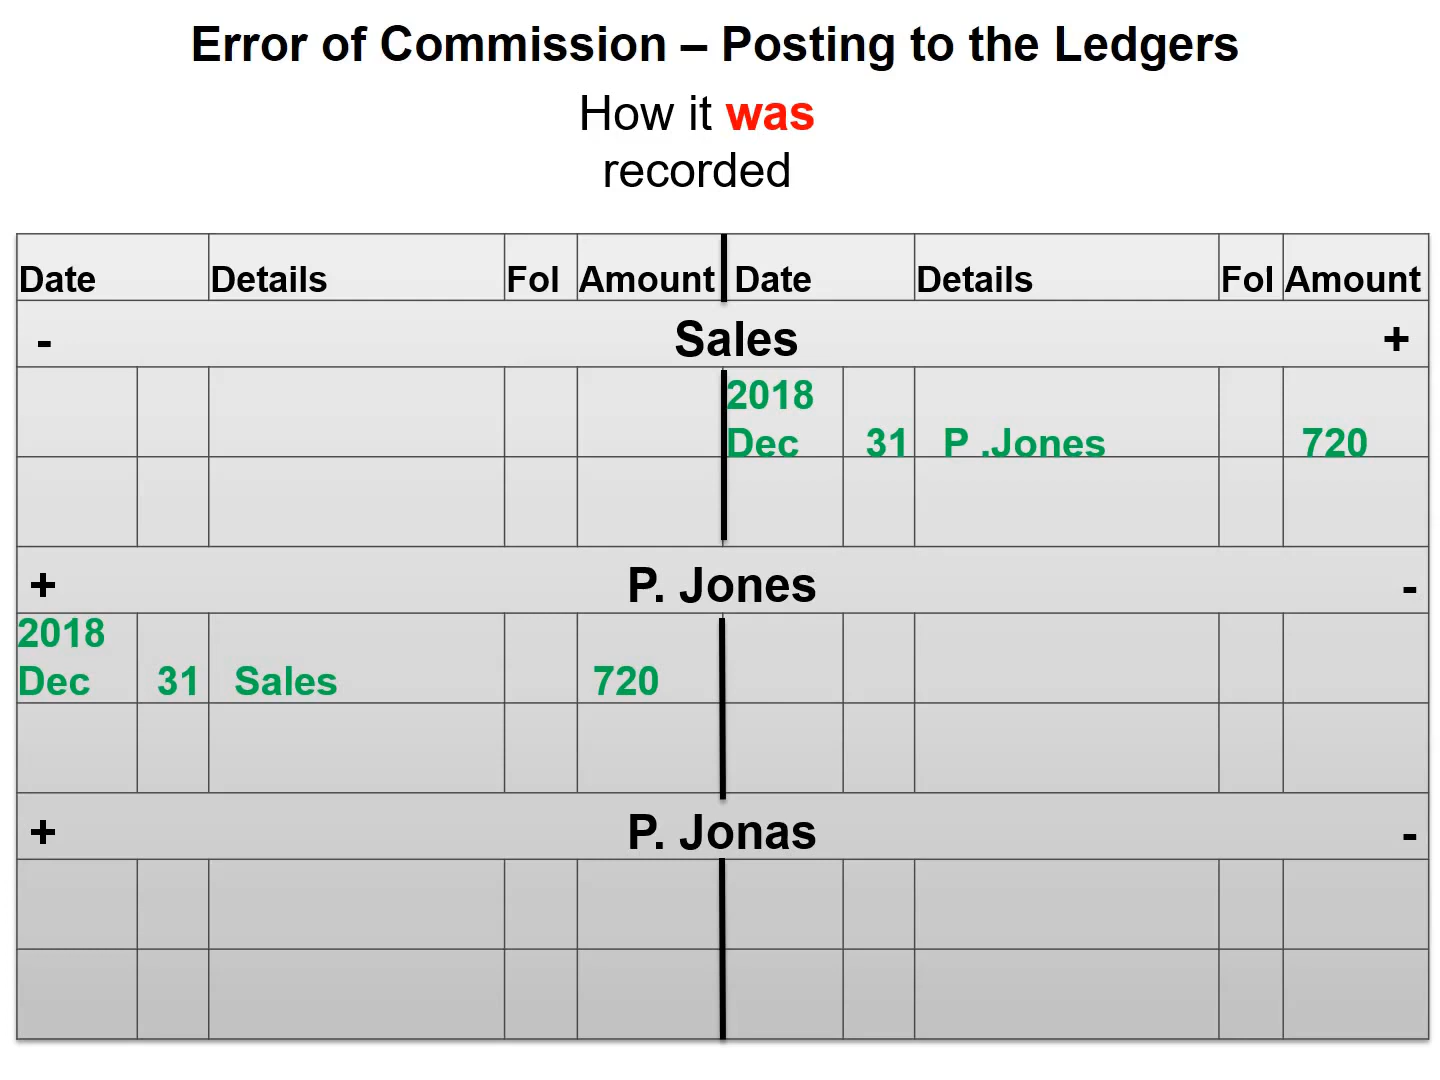 Error of Commission – Posting to the Ledgers
How it was
recorded
Date Details Fol Amount Date Details Fol Amount
- Sales +
2018
Dec 31 P .Jones 720
+ P. Jones -
2018
Dec 31 Sales 720
+ P. Jonas -